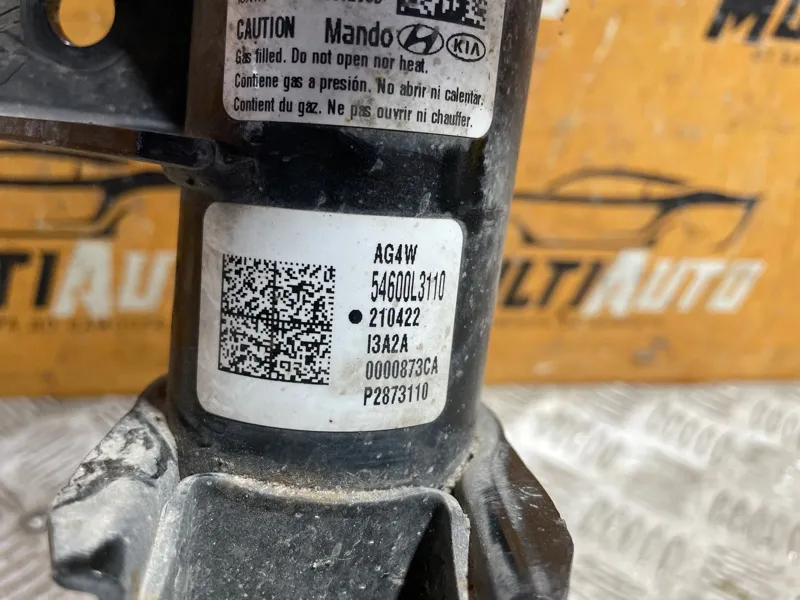 CAUTION Mando KIA
Gas filled. Do not open nor heat.
Contiene gas a presión. No abrir ni calentar.
Contient du gaz. Ne pas ouvrir ni chauffer.
AG4W
54600L3110
210422
I3A2A
0000873CA
P2873110
MULTIAUTO